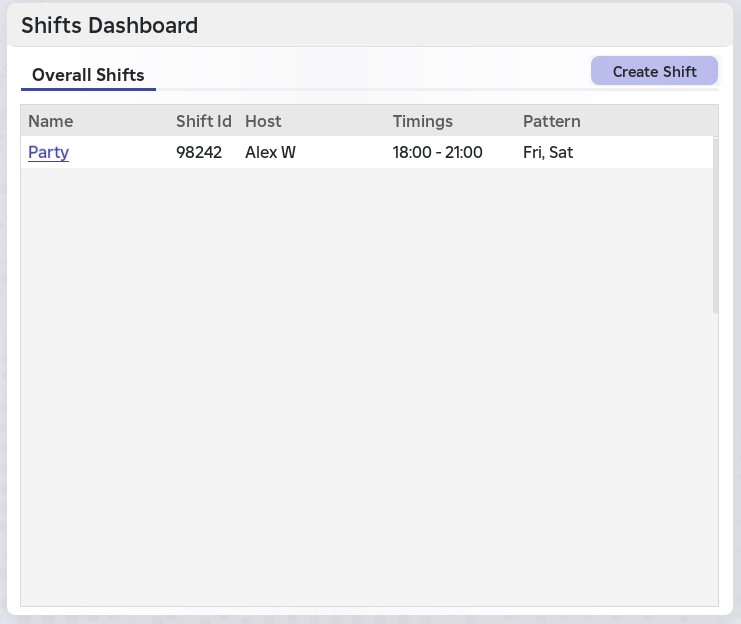 Shifts Dashboard
Overall Shifts
Create Shift
Name Shift Id Host Timings Pattern
Party 98242 Alex W 18:00 - 21:00 Fri, Sat